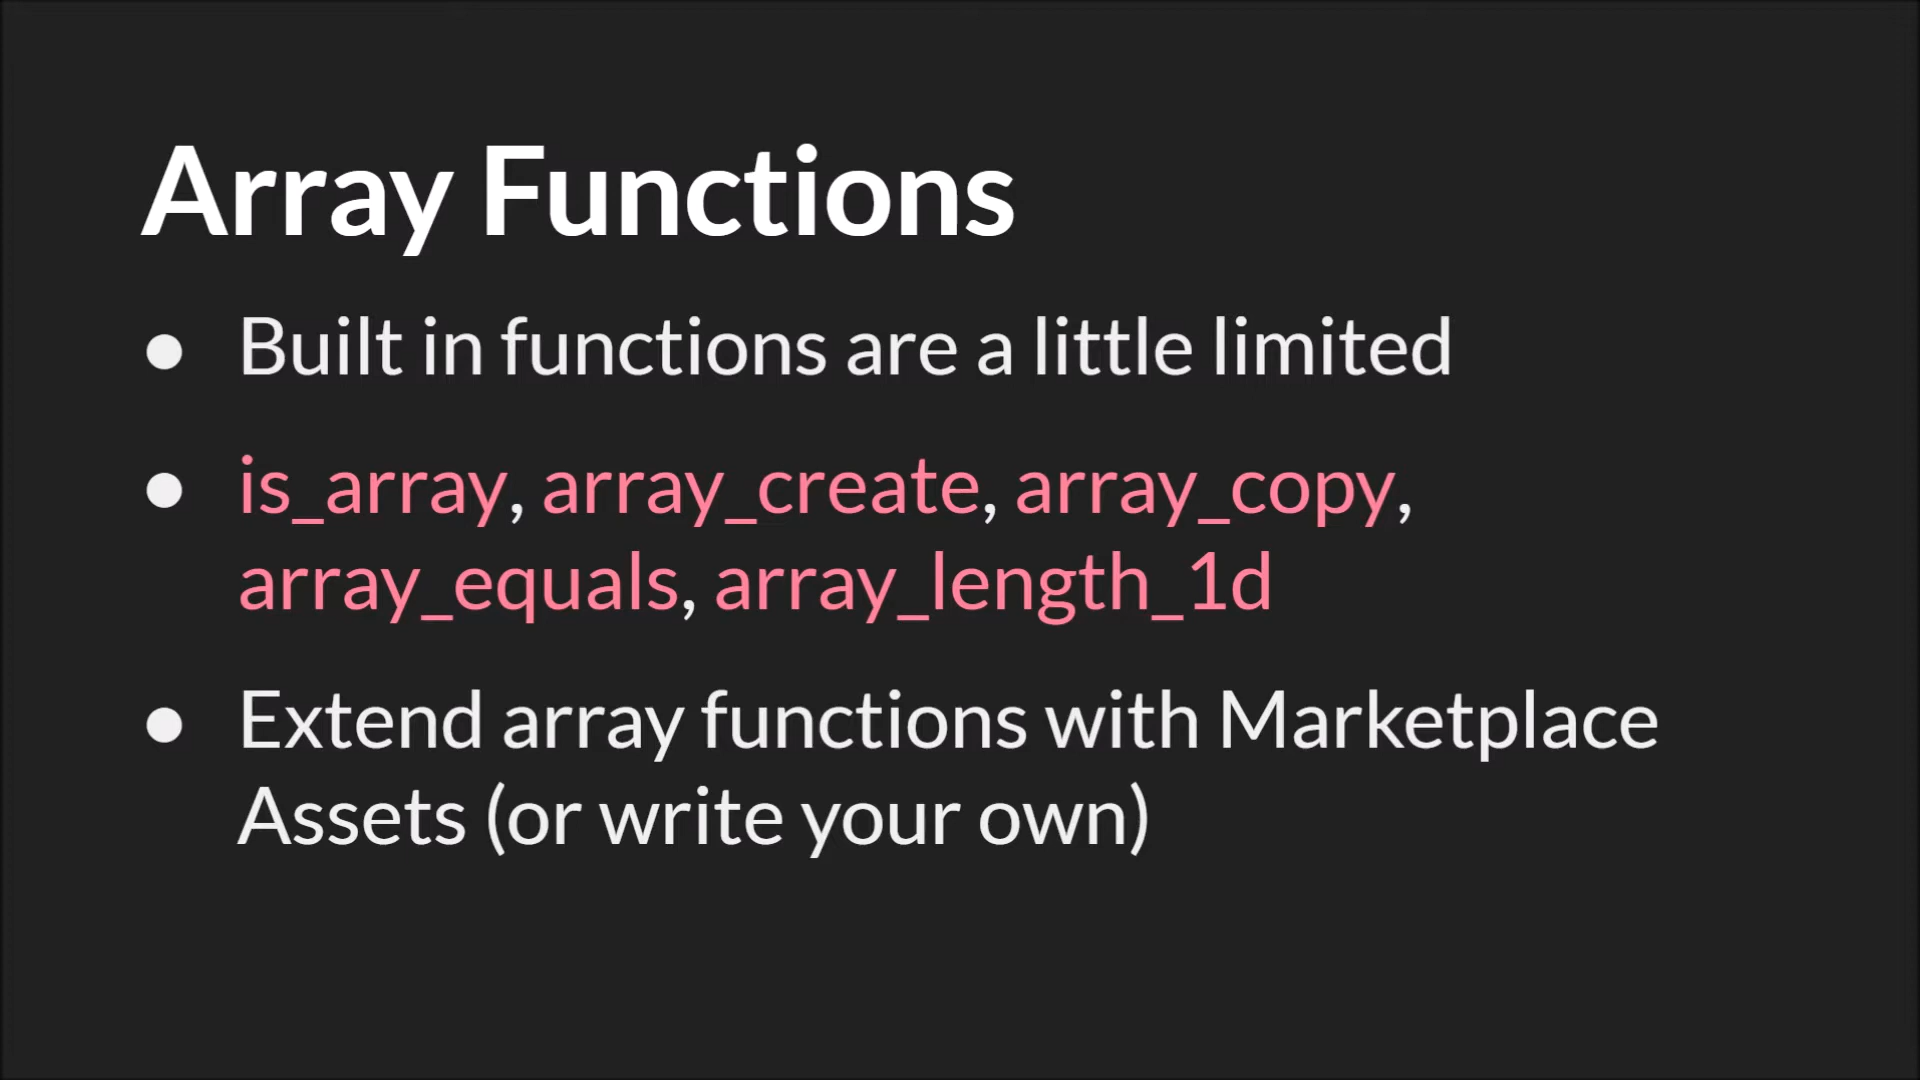 Array Functions
● Built in functions are a little limited
● is_array, array_create, array_copy,
array_equals, array_length_1d
● Extend array functions with Marketplace
Assets (or write your own)